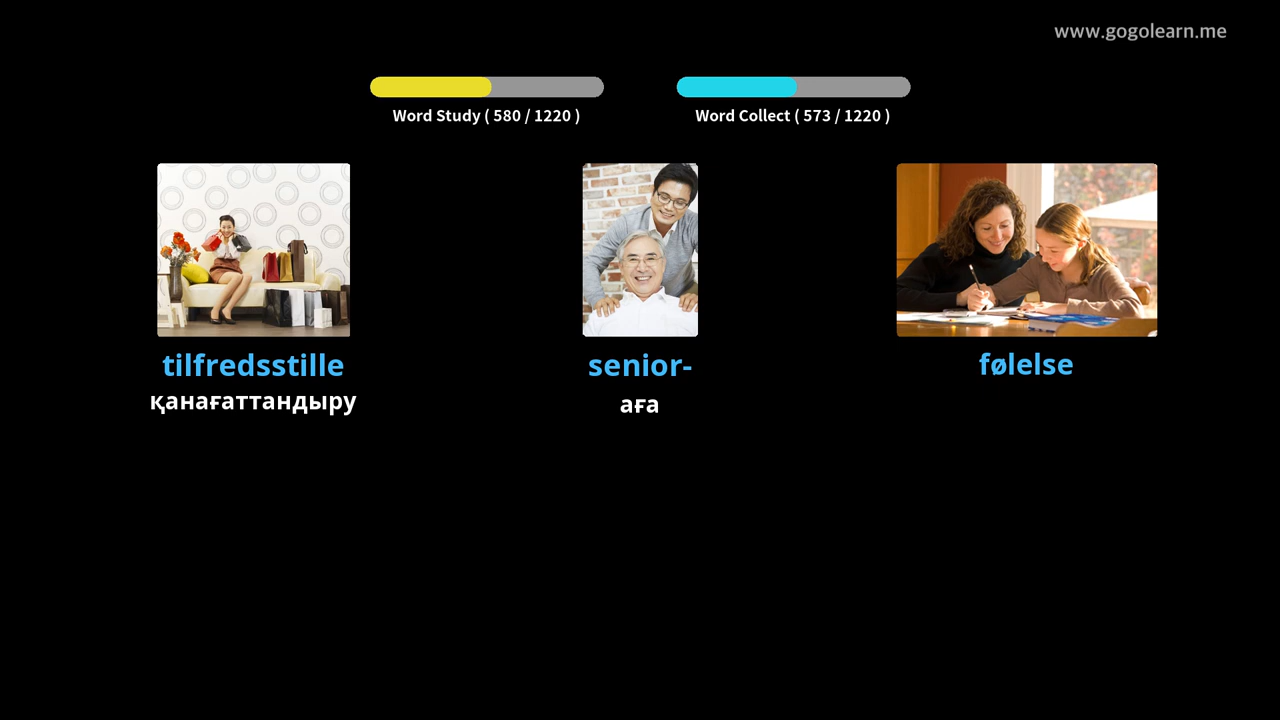 www.gogolearn.me
Word Study ( 580 / 1220 )
Word Collect ( 573 / 1220 )
tilfredsstille
қанағаттандыру
senior-
аға
følelse